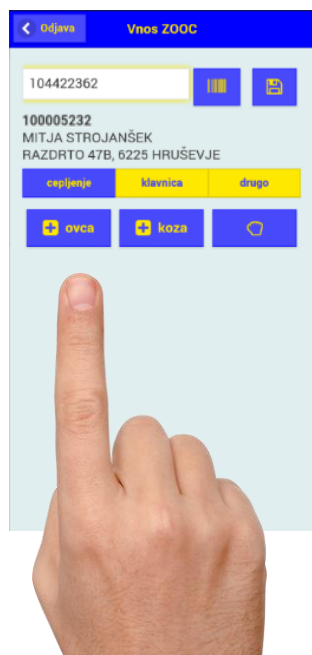 Odjava
Vnos ZOOC
104422362
100005232
MITJA STROJANŠEK
RAZDRTO 47B, 6225 HRUŠEVJE
cepljenje klavnica drugo
ovca koza